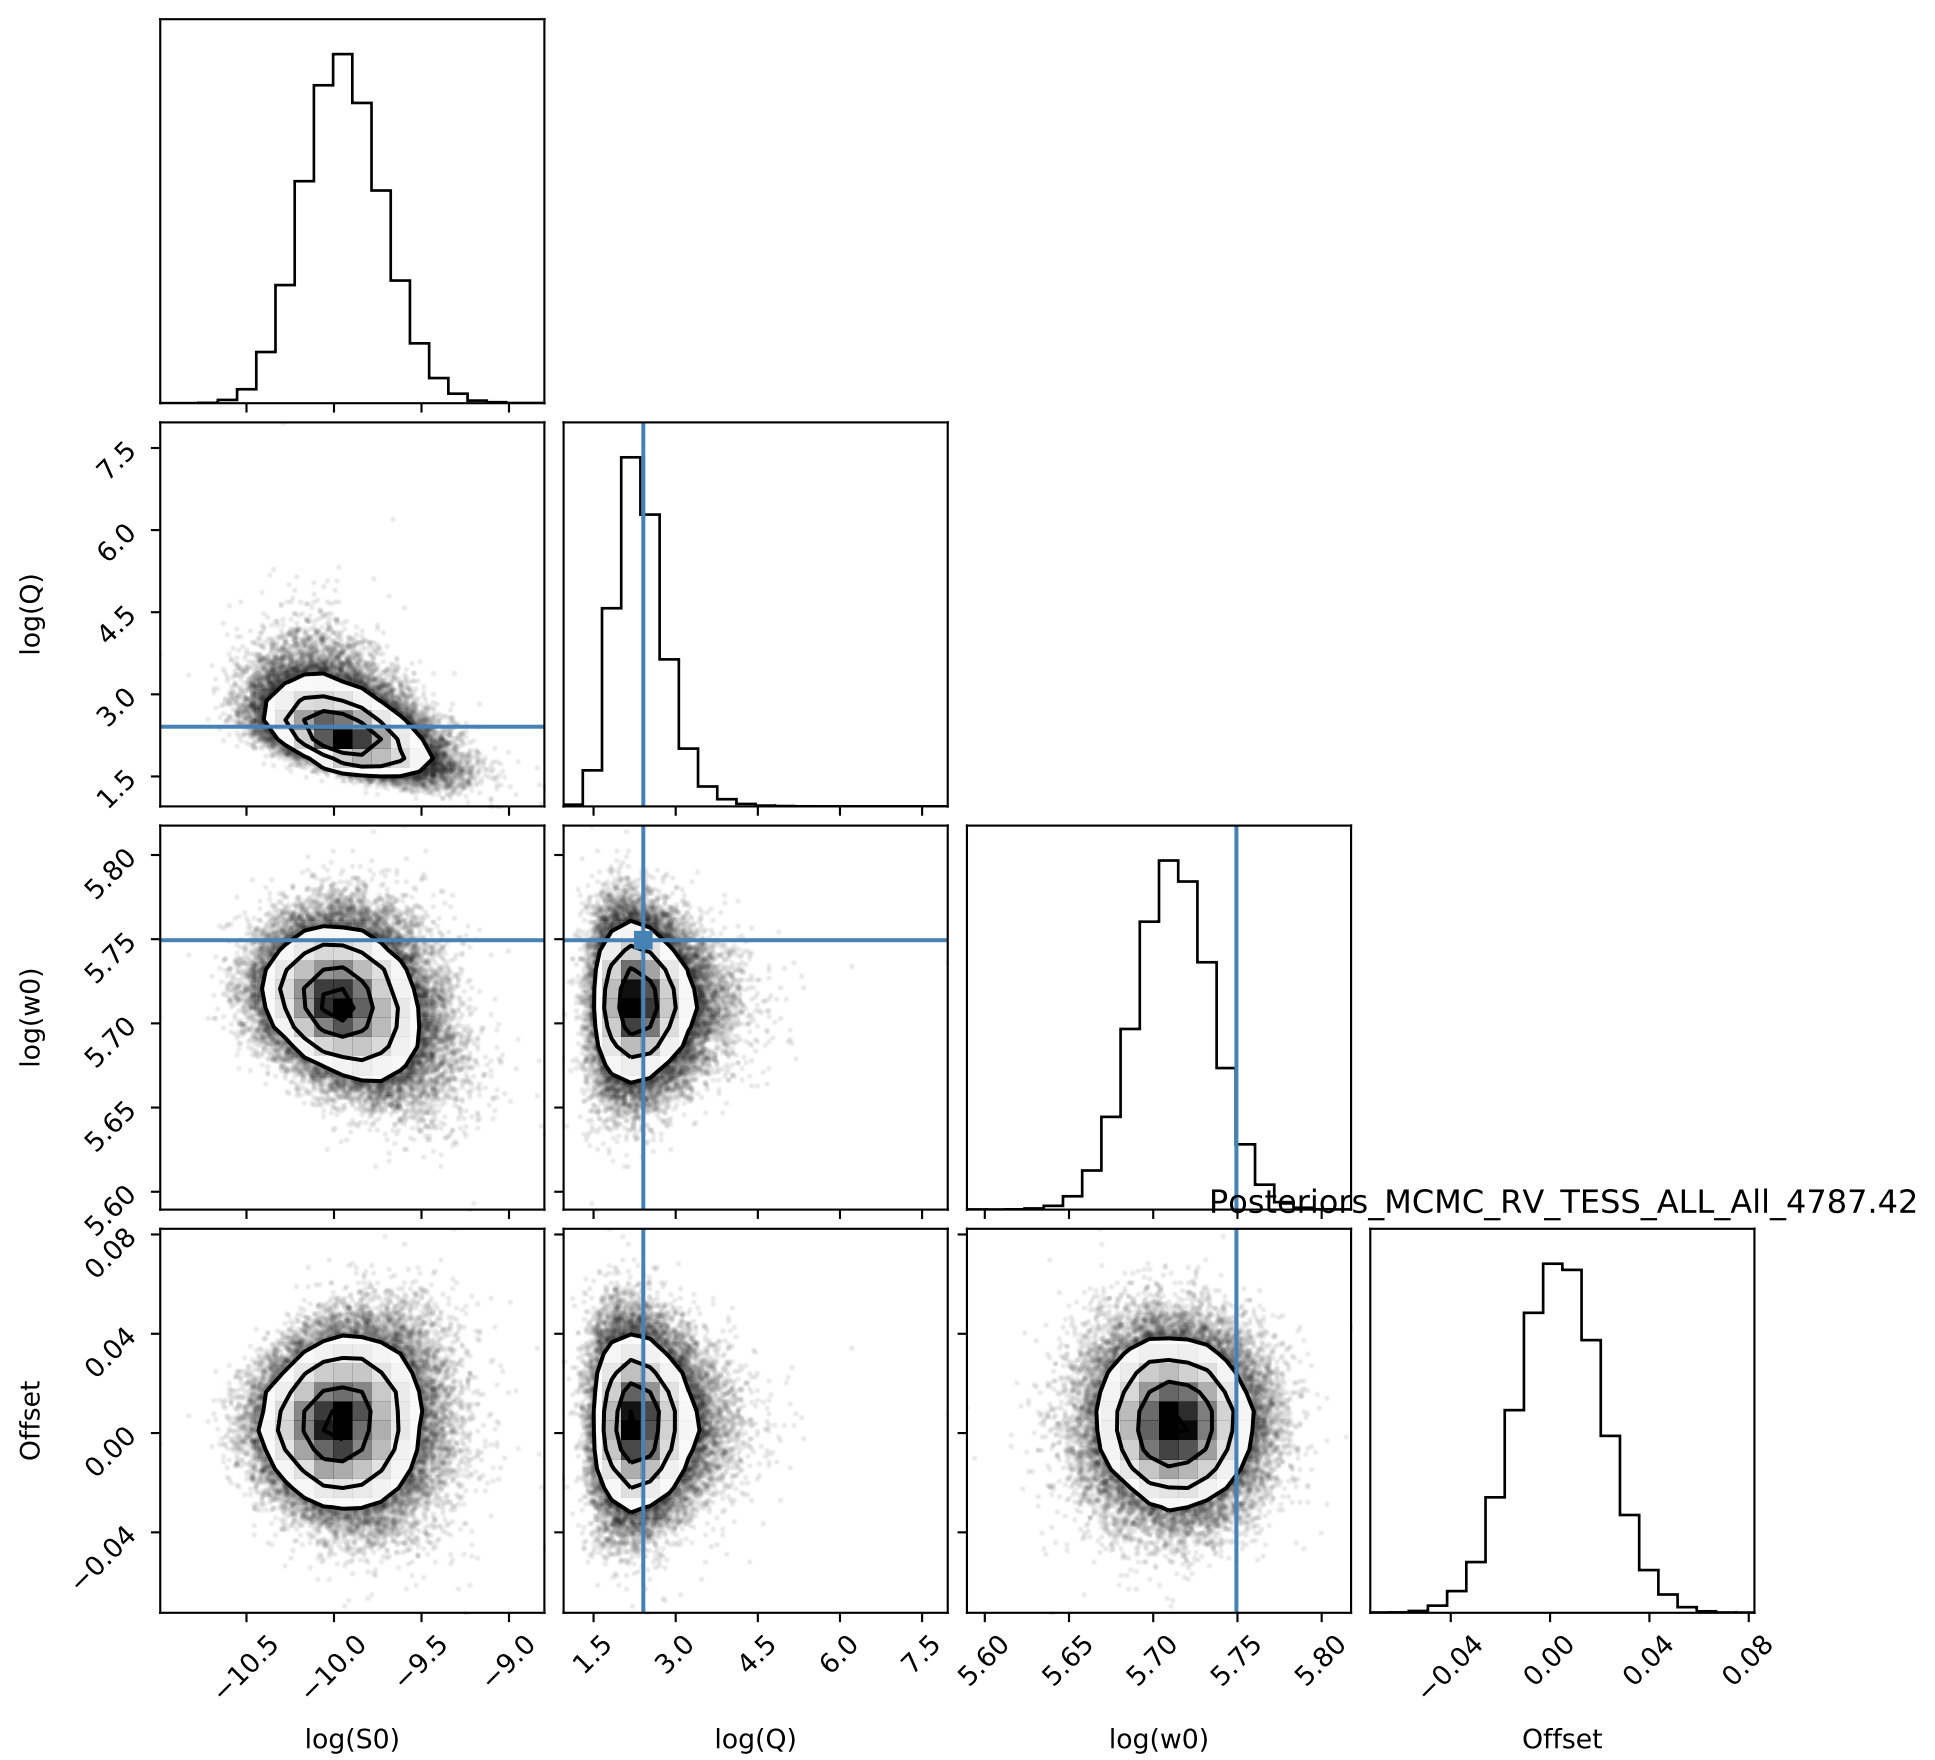 7.5
6.0
4.5
3.0
1.5
log(Q)
5.80
5.75
5.70
5.65
5.60
log(w0)
Posteriors_MCMC_RV_TESS_ALL_All_4787.42
0.08
0.04
0.00
−0.04
Offset
−10.5 −10.0 −9.5 −9.0 1.5 3.0 4.5 6.0 7.5 5.60 5.65 5.70 5.75 5.80 −0.04 0.00 0.04 0.08
log(S0) log(Q) log(w0) Offset